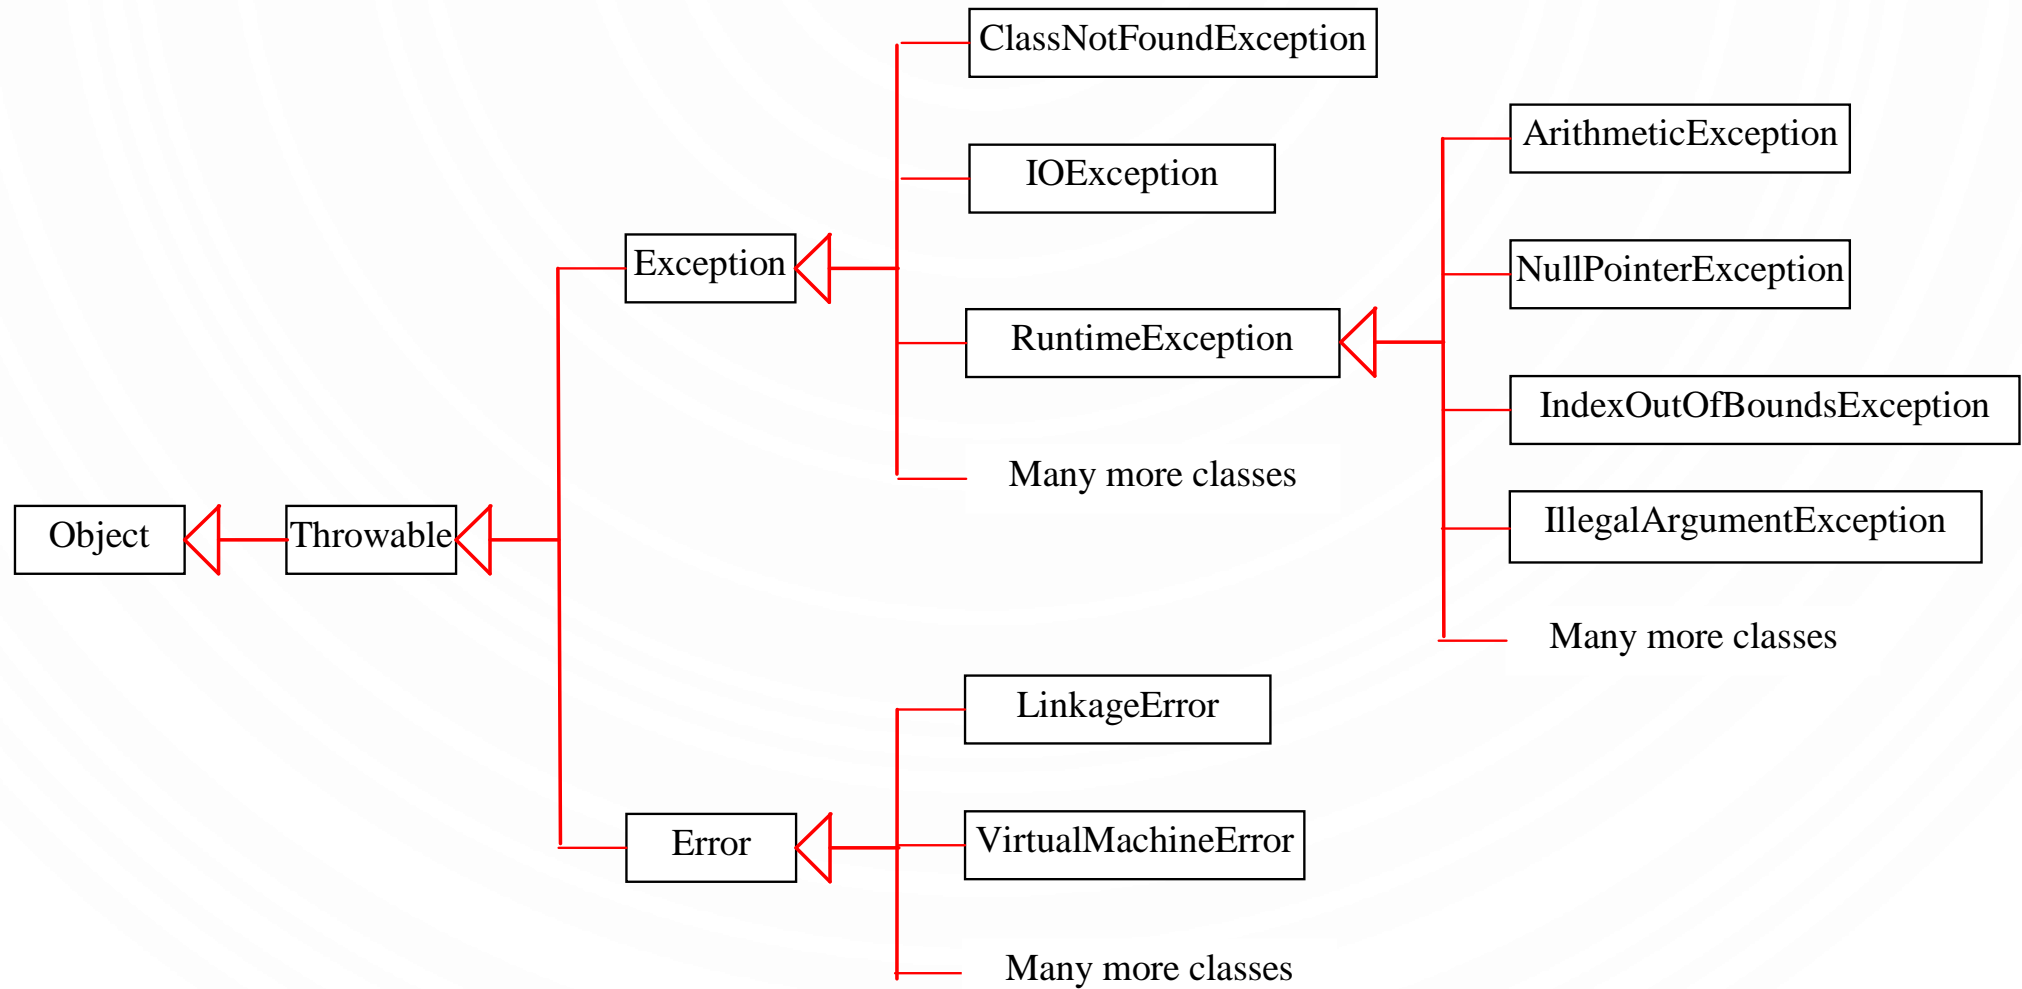 ClassNotFoundException
ArithmeticException
IOException
Exception
NullPointerException
RuntimeException
IndexOutOfBoundsException
Many more classes
Object
Throwable
IllegalArgumentException
Many more classes
LinkageError
Error
VirtualMachineError
Many more classes